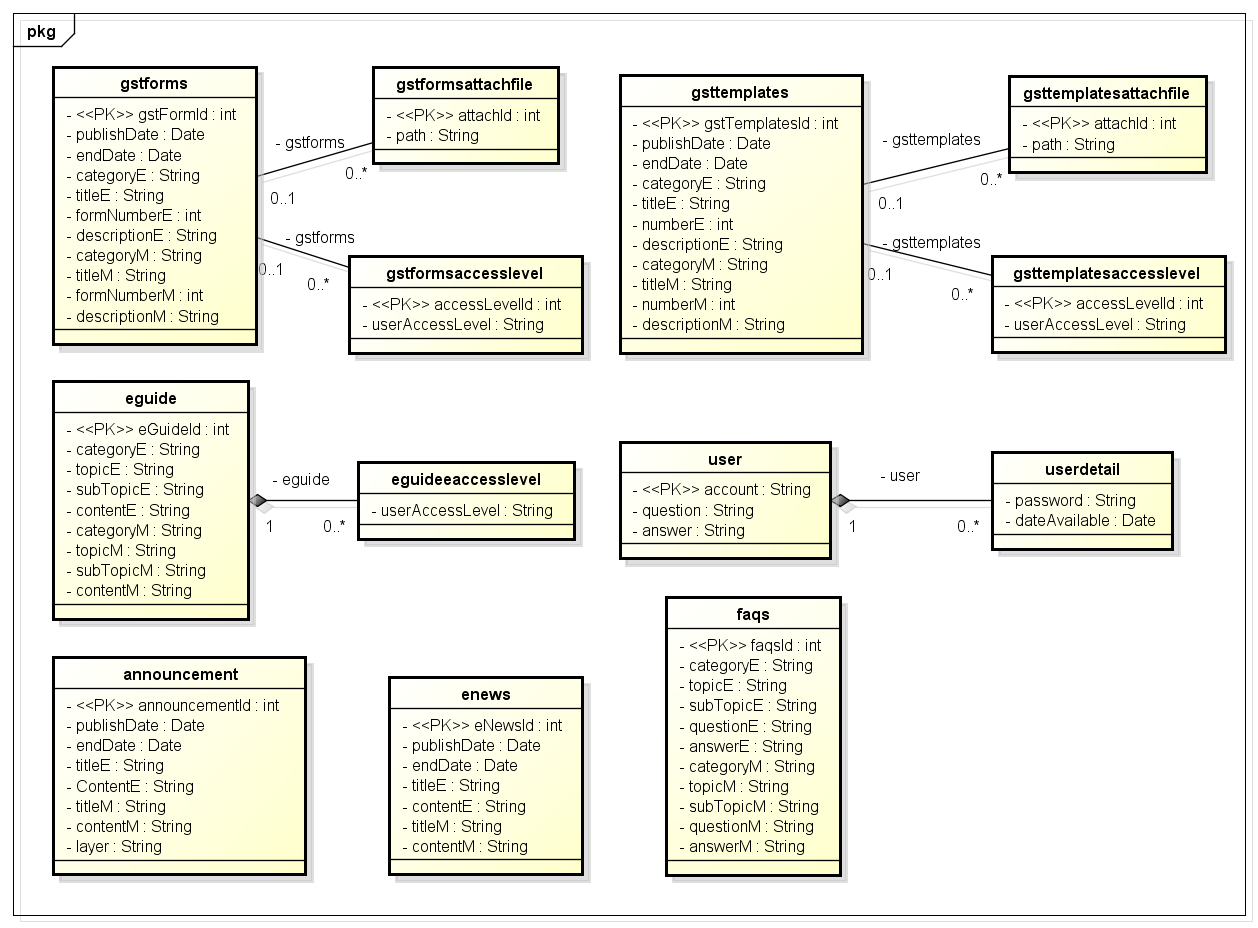 pkg
gstforms
- <<PK>> gstFormId : int
- publishDate : Date
- endDate : Date
- categoryE : String
- titleE : String
- formNumberE : int
- descriptionE : String
- categoryM : String
- titleM : String
- formNumberM : int
- descriptionM : String
- gstforms
0..1
0..*
gstformsattachfile
- <<PK>> attachId : int
- path : String
- gstforms
0..1
0..*
gstformsaccesslevel
- <<PK>> accessLevelId : int
- userAccessLevel : String
gsttemplates
- <<PK>> gstTemplatesId : int
- publishDate : Date
- endDate : Date
- categoryE : String
- titleE : String
- numberE : int
- descriptionE : String
- categoryM : String
- titleM : String
- numberM : int
- descriptionM : String
- gsttemplates
0..1
0..*
gsttemplatesattachfile
- <<PK>> attachId : int
- path : String
- gsttemplates
0..1
0..*
gsttemplatesaccesslevel
- <<PK>> accessLevelId : int
- userAccessLevel : String
eguide
- <<PK>> eGuideId : int
- categoryE : String
- topicE : String
- subTopicE : String
- contentE : String
- categoryM : String
- topicM : String
- subTopicM : String
- contentM : String
- eguide
1
0..*
eguideeaccesslevel
- userAccessLevel : String
user
- <<PK>> account : String
- question : String
- answer : String
- user
1
0..*
userdetail
- password : String
- dateAvailable : Date
announcement
- <<PK>> announcementId : int
- publishDate : Date
- endDate : Date
- titleE : String
- ContentE : String
- titleM : String
- contentM : String
- layer : String
enews
- <<PK>> eNewsId : int
- publishDate : Date
- endDate : Date
- titleE : String
- contentE : String
- titleM : String
- contentM : String
faqs
- <<PK>> faqsId : int
- categoryE : String
- topicE : String
- subTopicE : String
- questionE : String
- answerE : String
- categoryM : String
- topicM : String
- subTopicM : String
- questionM : String
- answerM : String